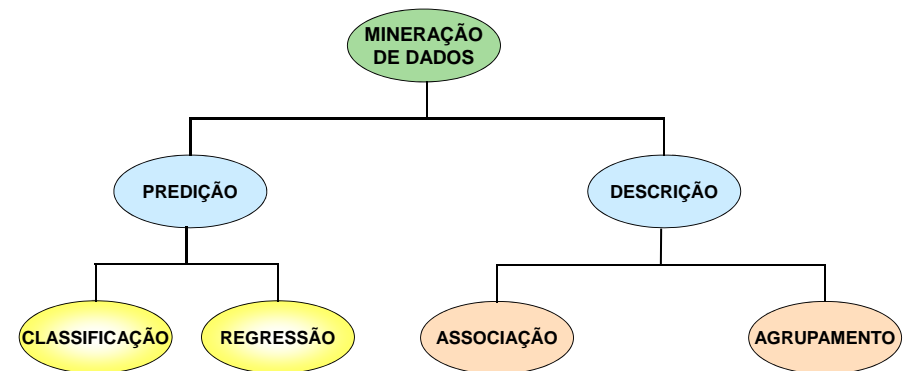 MINERAÇÃO
DE DADOS
PREDIÇÃO
DESCRIÇÃO
CLASSIFICAÇÃO
REGRESSÃO
ASSOCIAÇÃO
AGRUPAMENTO